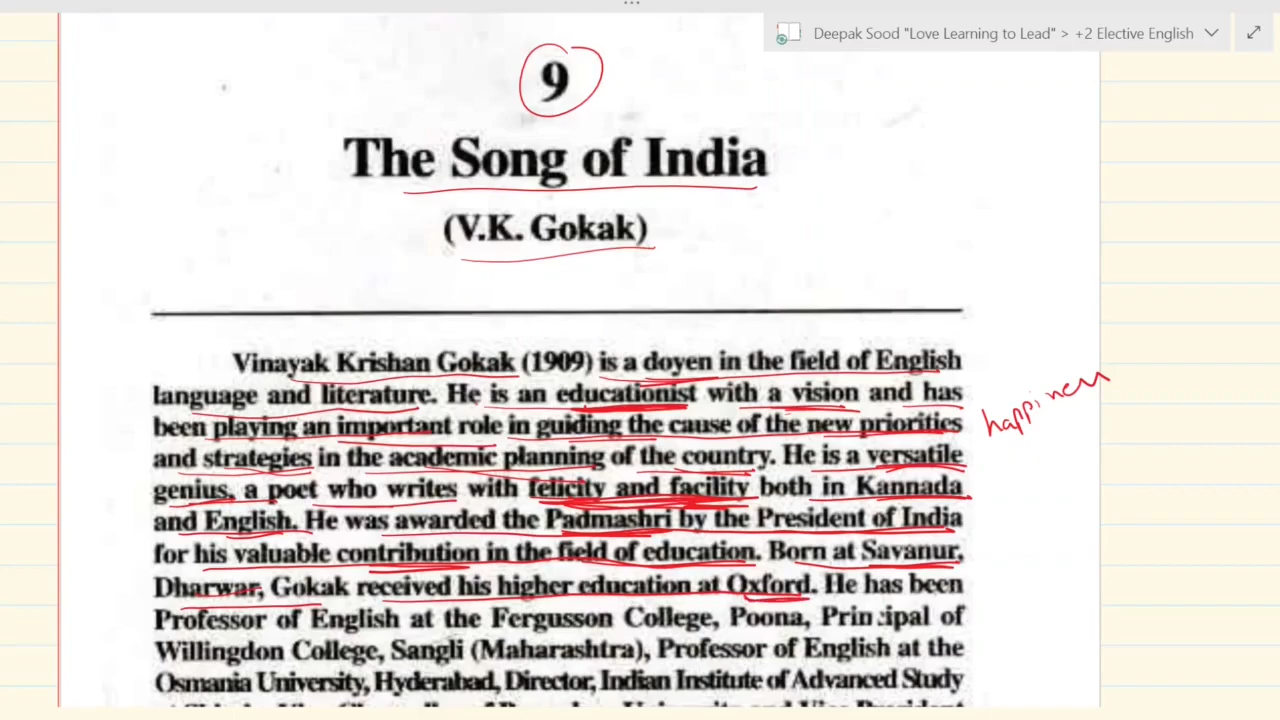 Deepak Sood "Love Learning to Lead" > +2 Elective English
9
The Song of India
(V.K. Gokak)
Vinayak Krishan Gokak (1909) is a doyen in the field of English
language and literature. He is an educationist with a vision and has
been playing an important role in guiding the cause of the new priorities
happiness
and strategies in the academic planning of the country. He is a versatile
genius, a poet who writes with felicity and facility both in Kannada
and English. He was awarded the Padmashri by the President of India
for his valuable contribution in the field of education. Born at Savanur,
Dharwar, Gokak received his higher education at Oxford. He has been
Professor of English at the Fergusson College, Poona, Principal of
Willingdon College, Sangli (Maharashtra), Professor of English at the
Osmania University, Hyderabad, Director, Indian Institute of Advanced Study